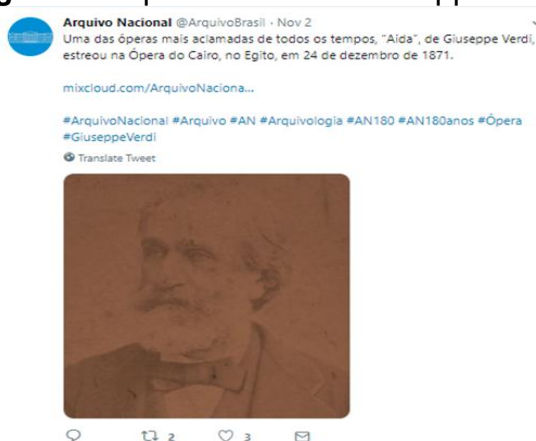 Arquivo Nacional @ArquivoBrasil · Nov 2
Uma das óperas mais aclamadas de todos os tempos, "Aida", de Giuseppe Verdi,
estreou na Ópera do Cairo, no Egito, em 24 de dezembro de 1871.
mixcloud.com/ArquivoNaciona...
#ArquivoNacional #Arquivo #AN #Arquivologia #AN180 #AN180anos #Ópera
#GiuseppeVerdi
Translate Tweet
2 3